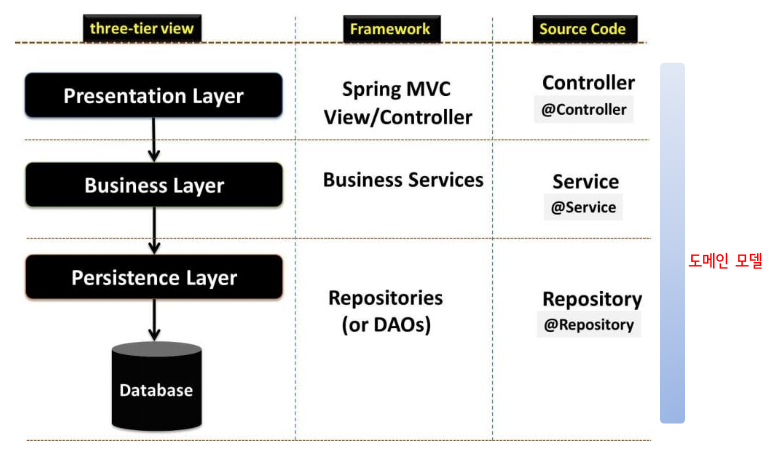 three-tier view
Framework
Source Code
Presentation Layer
Spring MVC
View/Controller
Controller
@Controller
Business Layer
Business Services
Service
@Service
도메인 모델
Persistence Layer
Repositories
(or DAOs)
Repository
@Repository
Database